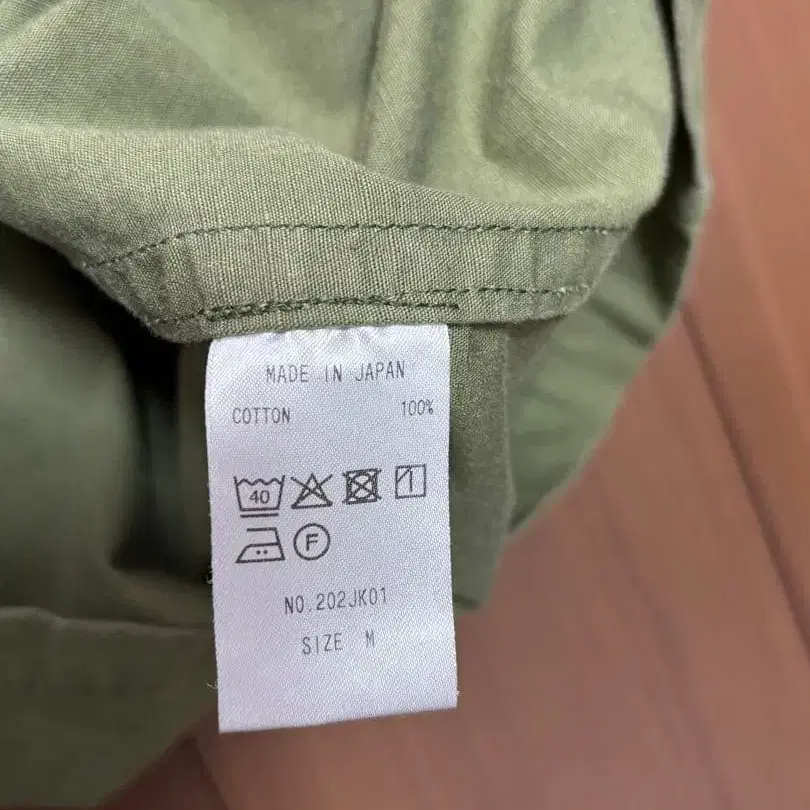 MADE IN JAPAN
COTTON 100%
40
F
NO.202JK01
SIZE M